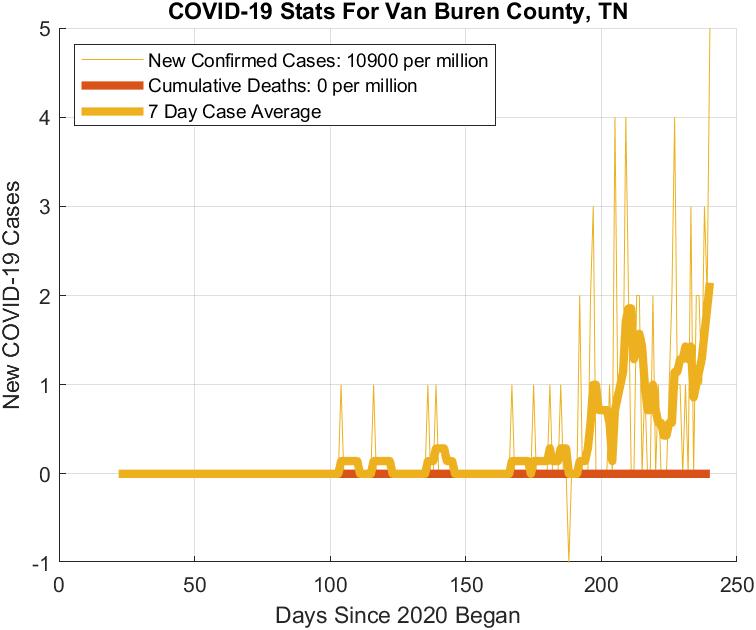 COVID-19 Stats For Van Buren County, TN
New Confirmed Cases: 10900 per million
Cumulative Deaths: 0 per million
7 Day Case Average
New COVID-19 Cases
5
4
3
2
1
0
-1
0 50 100 150 200 250
Days Since 2020 Began